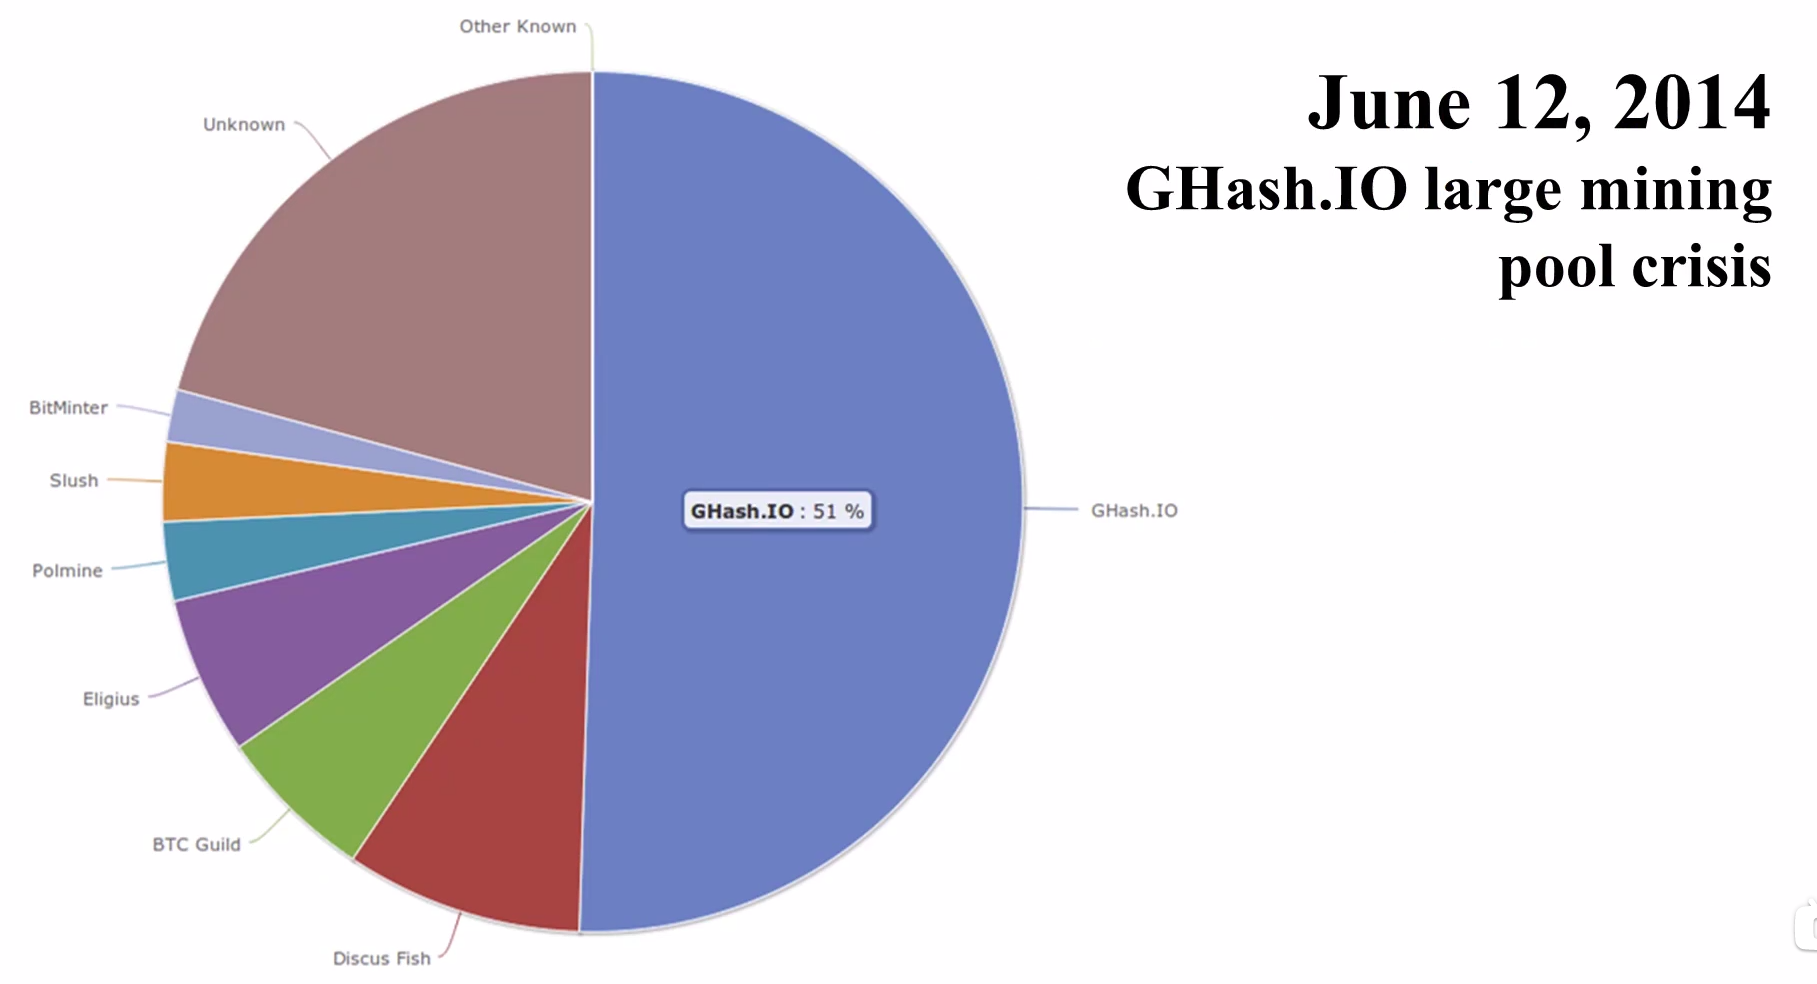 June 12, 2014
GHash.IO large mining
pool crisis
Other Known
Unknown
BitMinter
Slush
Polmine
Eligius
BTC Guild
Discus Fish
GHash.IO : 51 %
GHash.IO